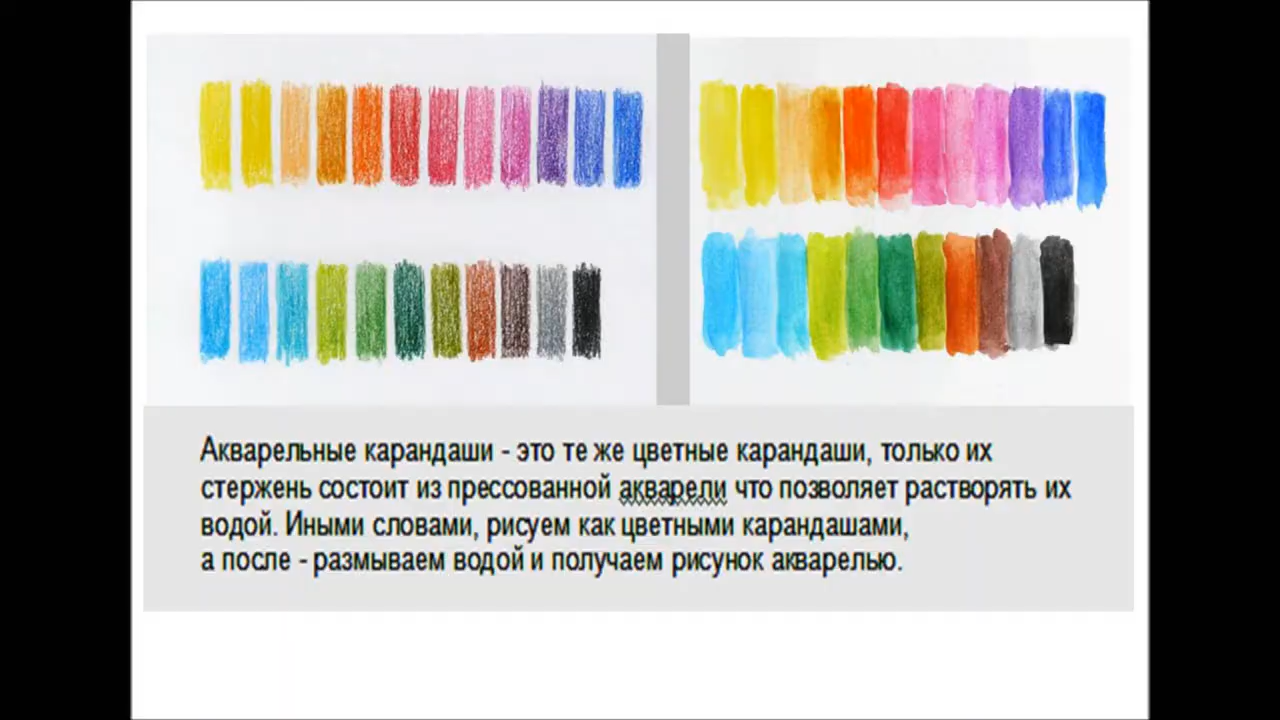 Акварельные карандаши - это те же цветные карандаши, только их
стержень состоит из прессованной акварели что позволяет растворять их
водой. Иными словами, рисуем как цветными карандашами,
а после - размываем водой и получаем рисунок акварелью.